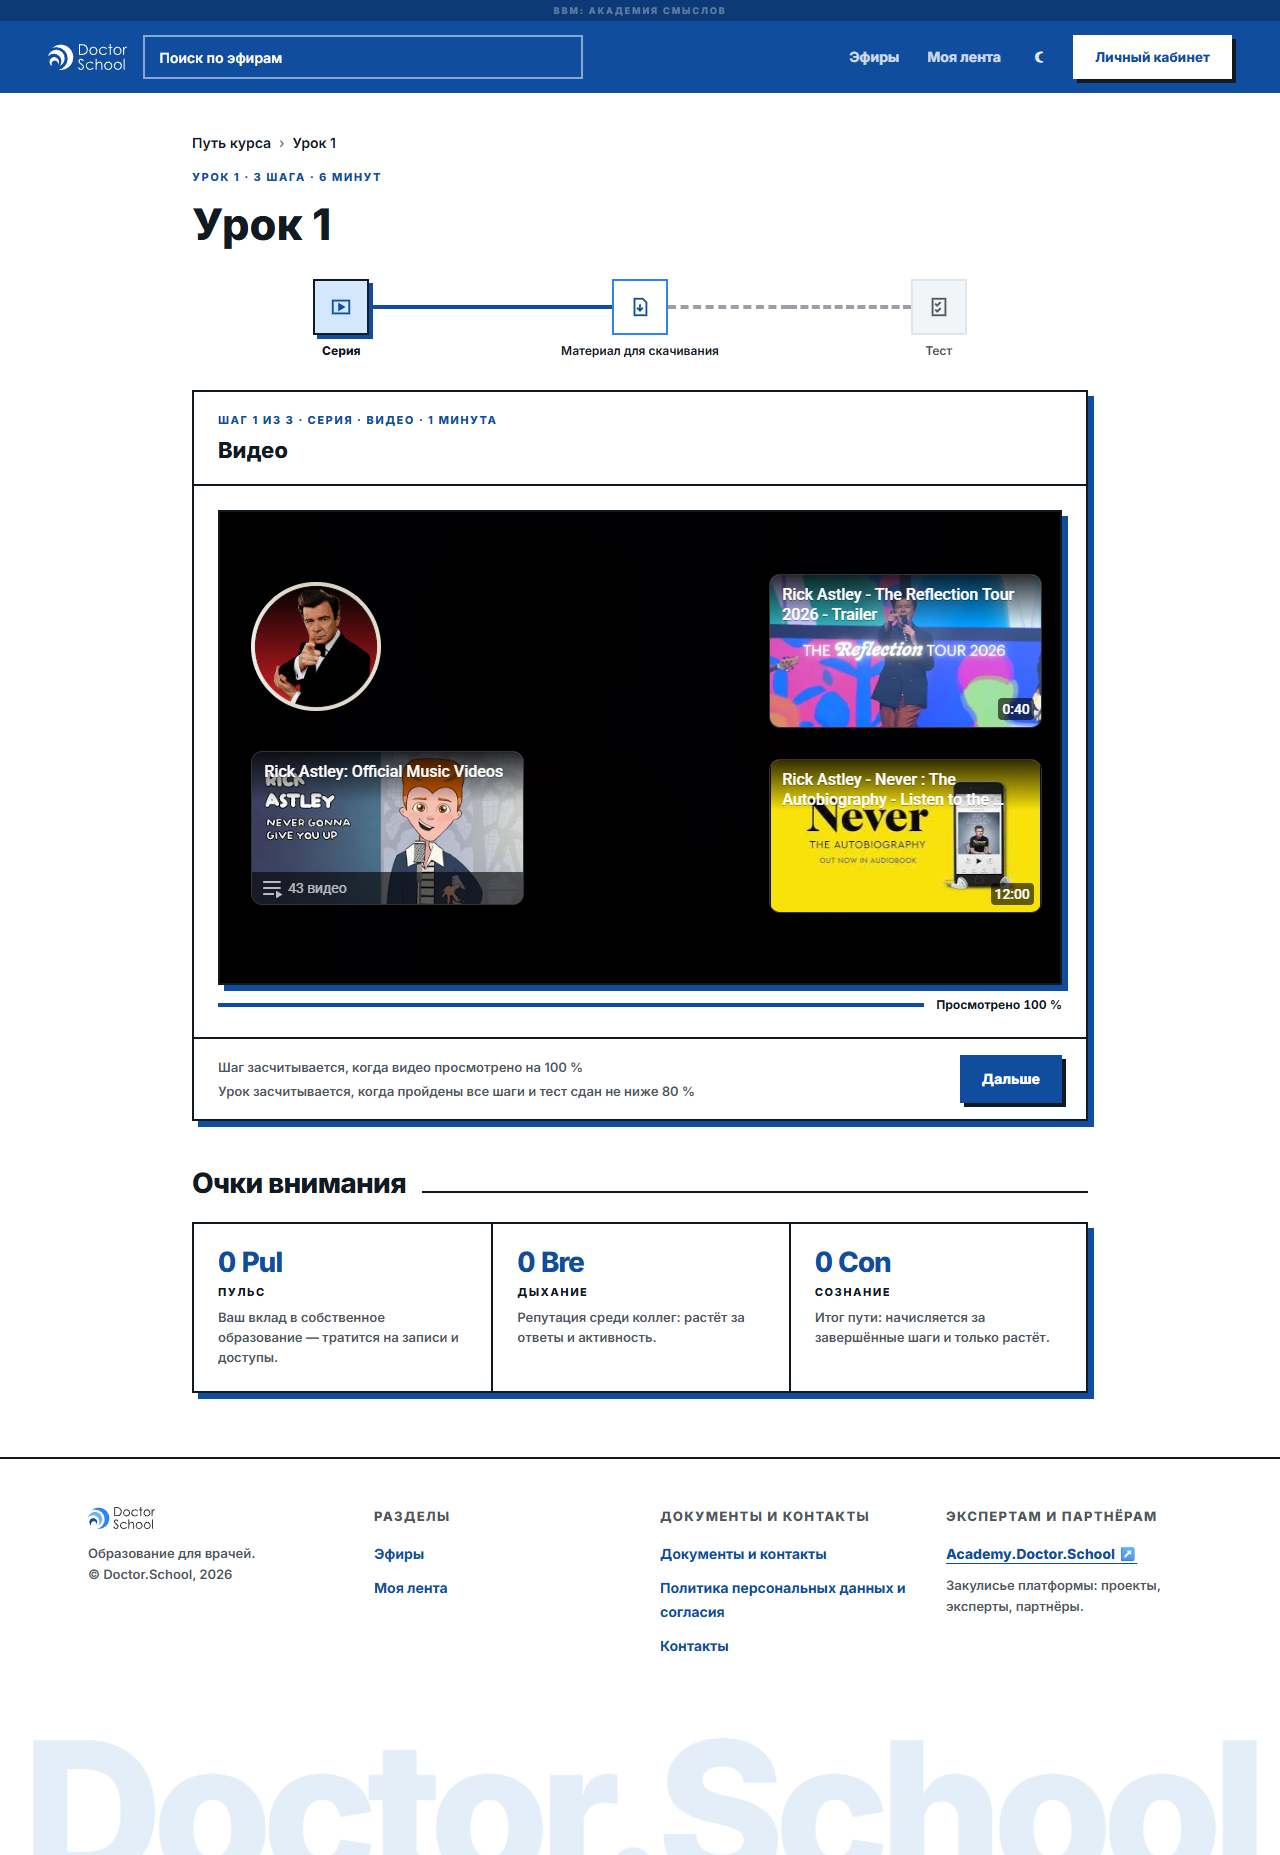 ВВМ: АКАДЕМИЯ СМЫСЛОВ
Doctor
School
Поиск по эфирам
Эфиры
Моя лента
Личный кабинет
Путь курса › Урок 1
УРОК 1 · 3 ШАГА · 6 МИНУТ
Урок 1
Серия
Материал для скачивания
Тест
ШАГ 1 ИЗ 3 · СЕРИЯ · ВИДЕО · 1 МИНУТА
Видео
Rick Astley - The Reflection Tour
2026 - Trailer
THE Reflection TOUR 2026
0:40
Rick Astley: Official Music Videos
RICK
ASTLEY
NEVER GONNA
GIVE YOU UP
43 видео
Rick Astley - Never : The
Autobiography - Listen to the ...
Never
THE AUTOBIOGRAPHY
OUT NOW IN AUDIOBOOK
12:00
Просмотрено 100 %
Шаг засчитывается, когда видео просмотрено на 100 %
Урок засчитывается, когда пройдены все шаги и тест сдан не ниже 80 %
Дальше
Очки внимания
0 Pul
ПУЛЬС
Ваш вклад в собственное
образование — тратится на записи и
доступы.
0 Bre
ДЫХАНИЕ
Репутация среди коллег: растёт за
ответы и активность.
0 Con
СОЗНАНИЕ
Итог пути: начисляется за
завершённые шаги и только растёт.
Doctor
School
Образование для врачей.
© Doctor.School, 2026
РАЗДЕЛЫ
Эфиры
Моя лента
ДОКУМЕНТЫ И КОНТАКТЫ
Документы и контакты
Политика персональных данных и
согласия
Контакты
ЭКСПЕРТАМ И ПАРТНЁРАМ
Academy.Doctor.School ↗
Закулисье платформы: проекты,
эксперты, партнёры.
Doctor.School